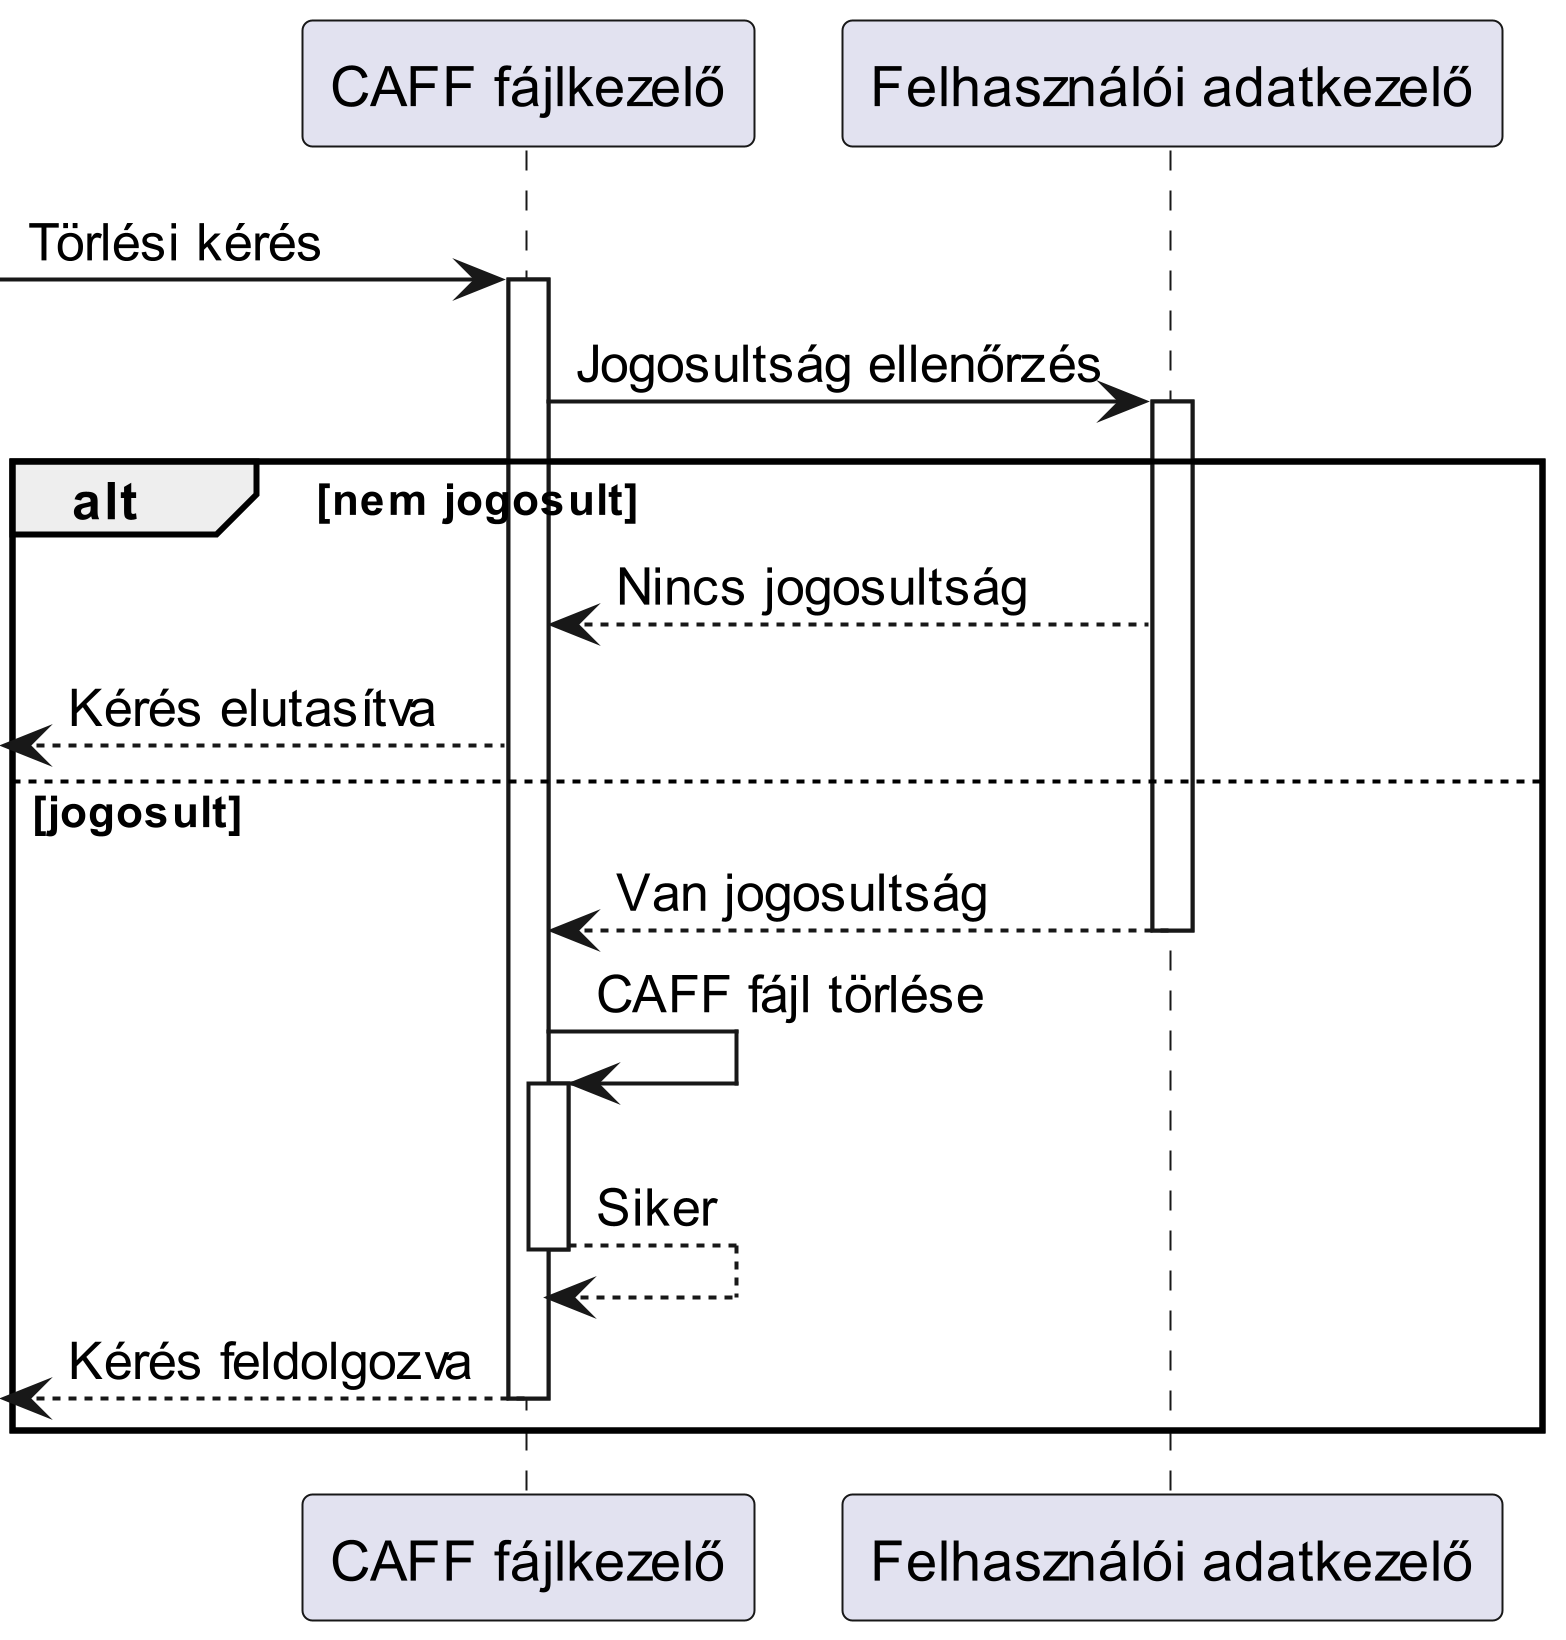 CAFF fájlkezelő
Felhasználói adatkezelő
Törlési kérés
Jogosultság ellenőrzés
alt
[nem jogosult]
Nincs jogosultság
Kérés elutasítva
[jogosult]
Van jogosultság
CAFF fájl törlése
Siker
Kérés feldolgozva
CAFF fájlkezelő
Felhasználói adatkezelő